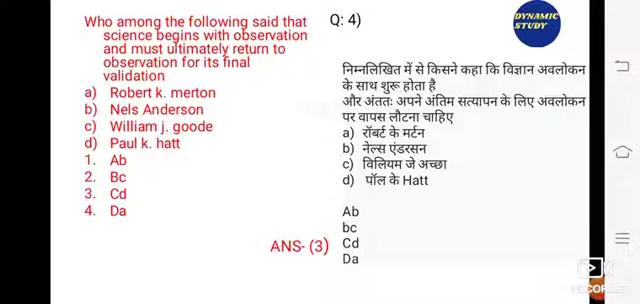 Who among the following said that
science begins with observation
and must ultimately return to
observation for its final
validation
a) Robert k. merton
b) Nels Anderson
c) William j. goode
d) Paul k. hatt
1. Ab
2. Bc
3. Cd
4. Da
ANS- (3)
Q: 4)
DYNAMIC
STUDY
निम्नलिखित में से किसने कहा कि विज्ञान अवलोकन
के साथ शुरू होता है
और अंततः अपने अंतिम सत्यापन के लिए अवलोकन
पर वापस लौटना चाहिए
a) रॉबर्ट के मर्टन
b) नेल्स एंडरसन
c) विलियम जे अच्छा
d) पॉल के Hatt
Ab
bc
Cd
Da